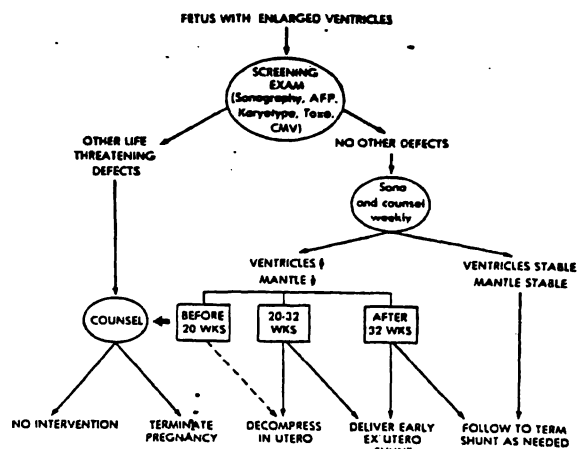 FETUS WITH ENLARGED VENTRICLES
SCREENING
EXAM
(Sonography, AFP,
Karyotype, Toxo,
CMV)
OTHER LIFE
THREATENING
DEFECTS
NO OTHER DEFECTS
Sono
and counsel
weekly
VENTRICLES ↑
MANTLE ↓
VENTRICLES STABLE
MANTLE STABLE
COUNSEL
BEFORE
20 WKS
20-32
WKS
AFTER
32 WKS
NO INTERVENTION
TERMINATE
PREGNANCY
DECOMPRESS
IN UTERO
DELIVER EARLY
EX UTERO
FOLLOW TO TERM
SHUNT AS NEEDED